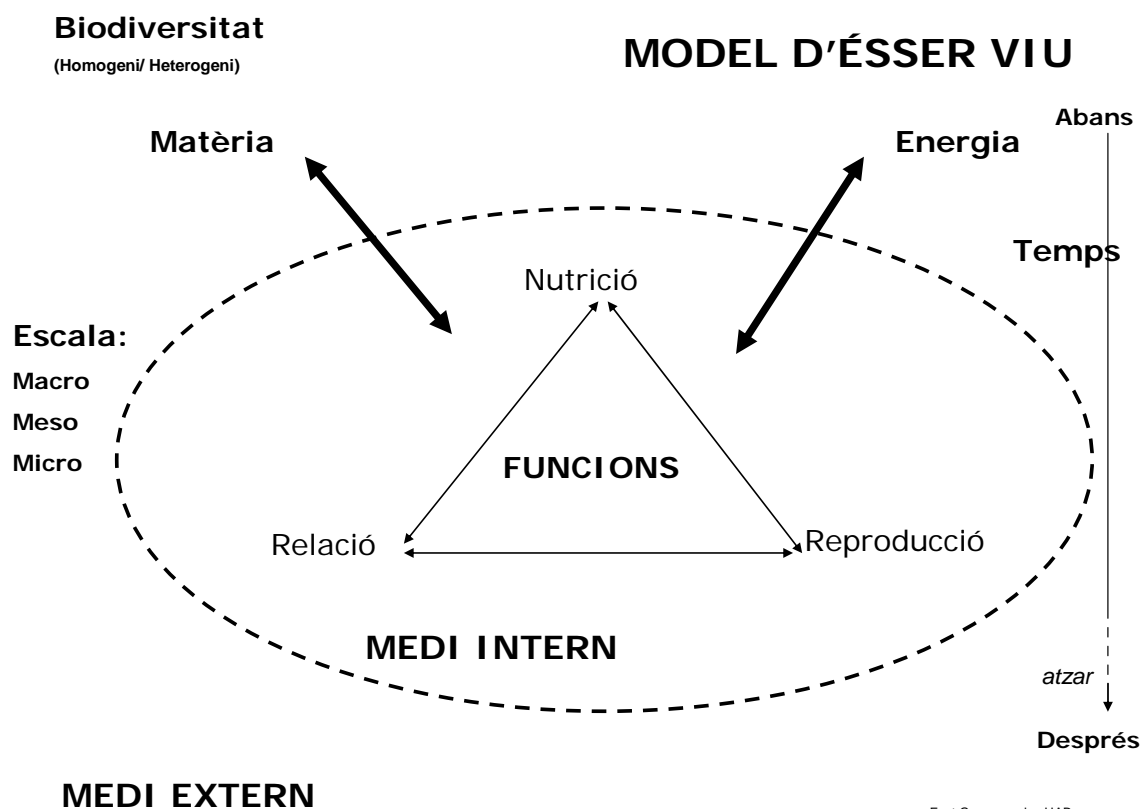 Biodiversitat
(Homogeni/ Heterogeni)
MODEL D'ÉSSER VIU
Abans
Matèria
Energia
Temps
Nutrició
Escala:
Macro
Meso
Micro
FUNCIONS
Relació
Reproducció
MEDI INTERN
atzar
Després
MEDI EXTERN